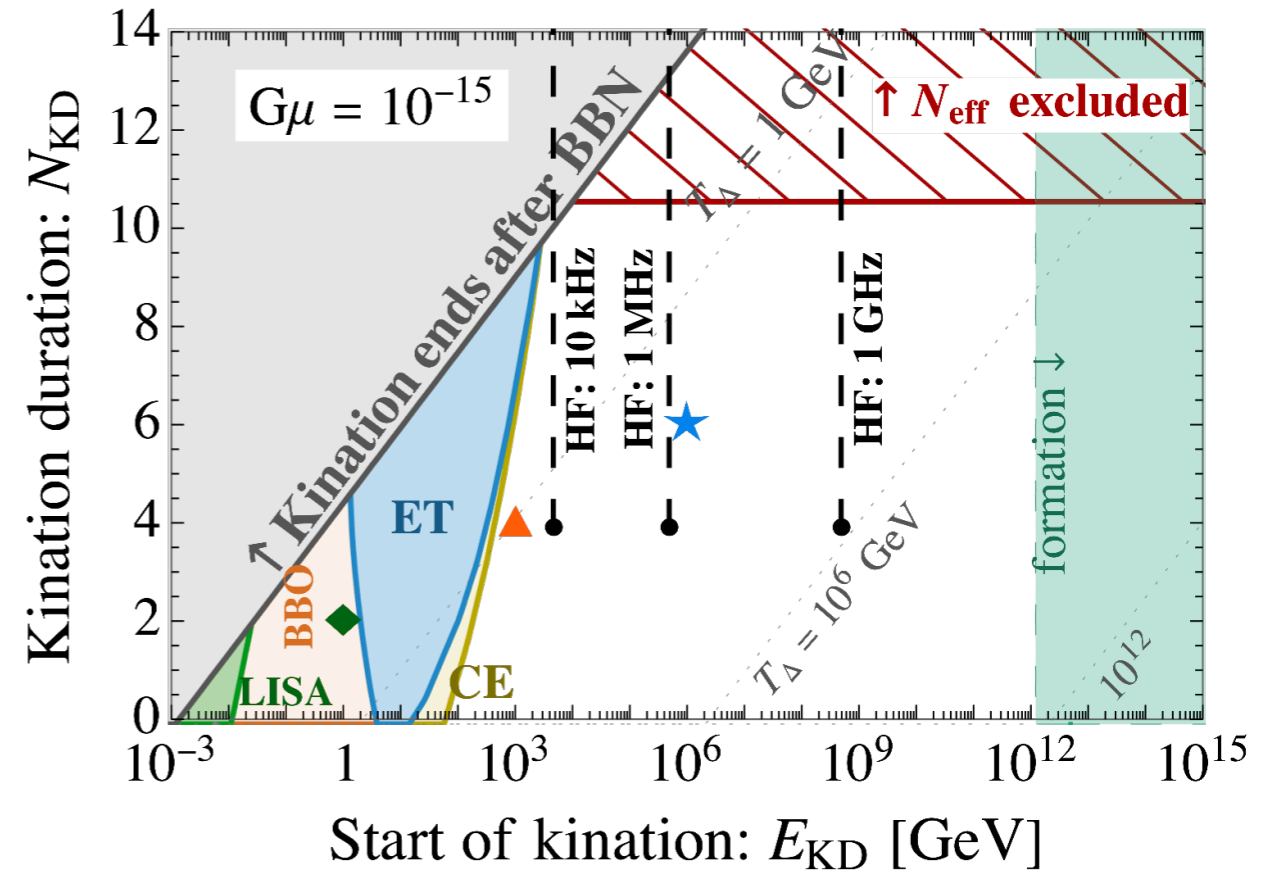 Gμ = 10⁻¹⁵
↑ Kination ends after BBN
↑ N_eff excluded
T_Δ = 1 GeV
HF: 10 kHz
HF: 1 MHz
HF: 1 GHz
formation ↓
T_Δ = 10⁶ GeV
10¹²
ET
BBO
LISA
CE
Kination duration: N_KD
14
12
10
8
6
4
2
0
10⁻³
1
10³
10⁶
10⁹
10¹²
10¹⁵
Start of kination: E_KD [GeV]